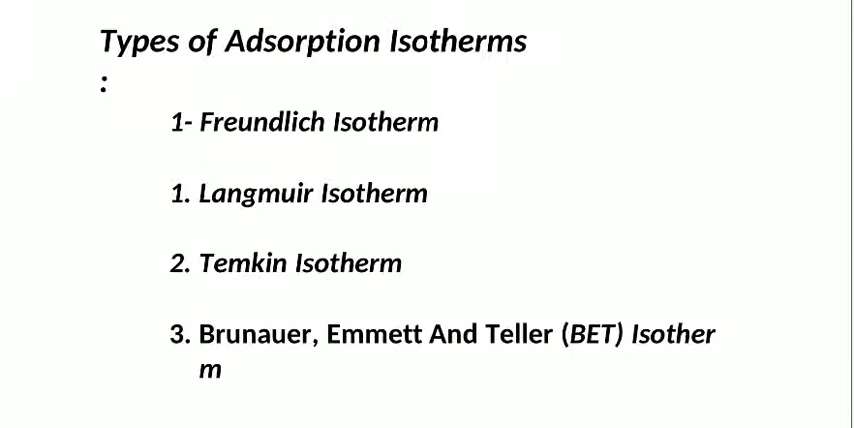 Types of Adsorption Isotherms
:
1- Freundlich Isotherm
1. Langmuir Isotherm
2. Temkin Isotherm
3. Brunauer, Emmett And Teller (BET) Isother
m